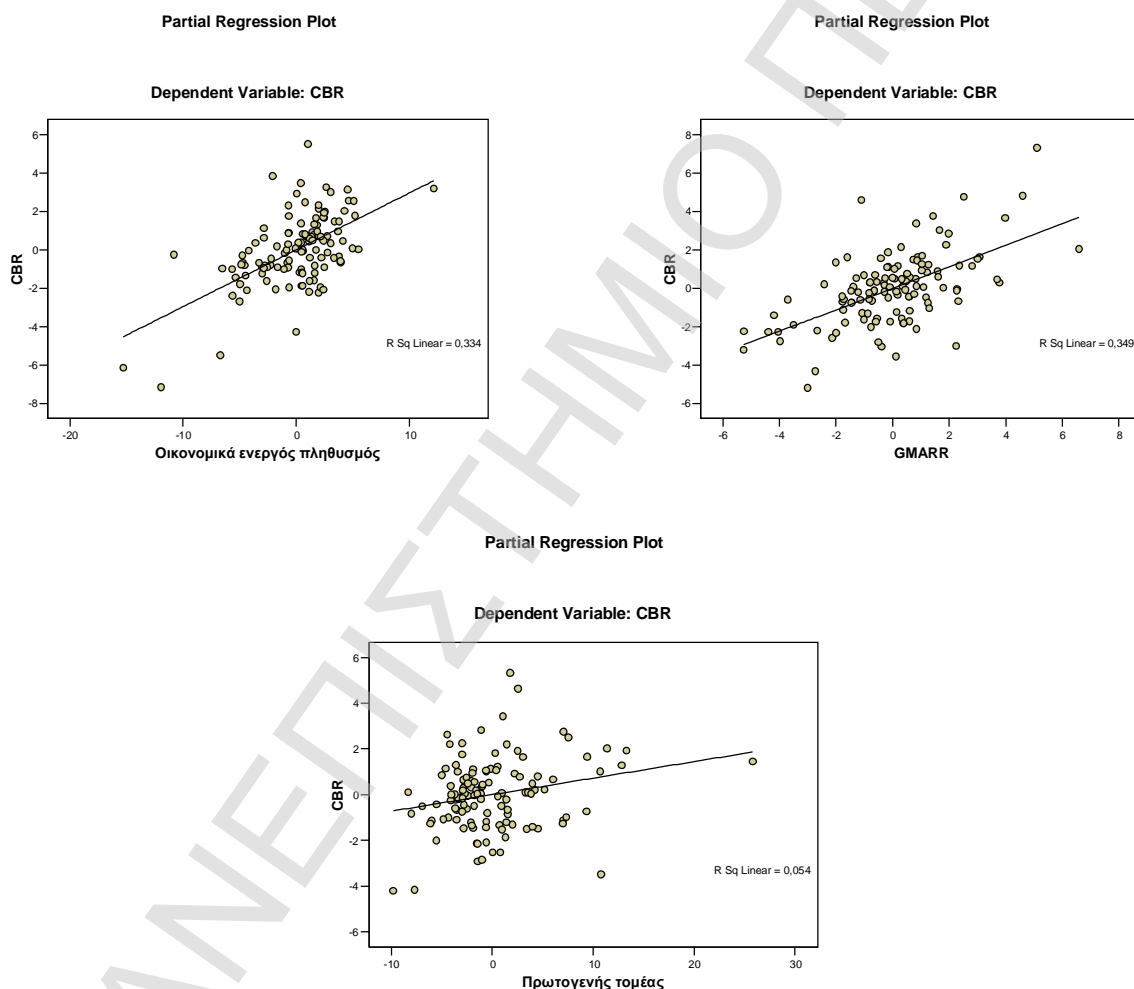 Partial Regression Plot
Dependent Variable: CBR
6
4
2
0
-2
-4
-6
-8
CBR
R Sq Linear = 0,334
-20
-10
0
10
Οικονομικά ενεργός πληθυσμός
Partial Regression Plot
Dependent Variable: CBR
8
6
4
2
0
-2
-4
-6
CBR
R Sq Linear = 0,349
-6
-4
-2
0
2
4
6
8
GMARR
Partial Regression Plot
Dependent Variable: CBR
6
4
2
0
-2
-4
-6
CBR
R Sq Linear = 0,054
-10
0
10
20
30
Πρωτογενής τομέας
ΑΝΕΠΙΣΤΗΜΙΟ Π